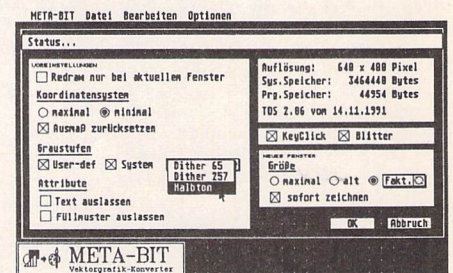 META-BIT Datei Bearbeiten Optionen
Status...
VOREINSTELLUNGEN
Redraw nur bei aktuellem Fenster
Koordinatensystem
maximal minimal
Ausmaß zurücksetzen
Graustufen
User-def System
Dither 65
Dither 257
Halbton
Attribute
Text auslassen
Füllmuster auslassen
Auflösung: 640 x 480 Pixel
Sys.Speicher: 3464448 Bytes
Prg.Speicher: 44954 Bytes
TOS 2.06 vom 14.11.1991
KeyClick Blitter
NEUES FENSTER
Größe
maximal alt Fakt.
sofort zeichnen
OK Abbruch
META-BIT
Vektorgrafik-Konverter